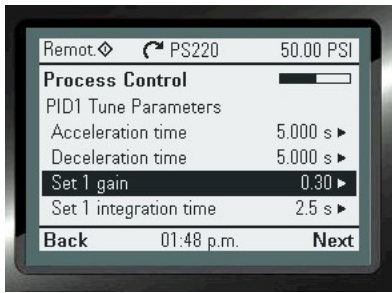 Remot. PS220 50.00 PSI
Process Control
PID1 Tune Parameters
Acceleration time 5.000 s ►
Deceleration time 5.000 s ►
Set 1 gain 0.30 ►
Set 1 integration time 2.5 s ►
Back 01:48 p.m. Next